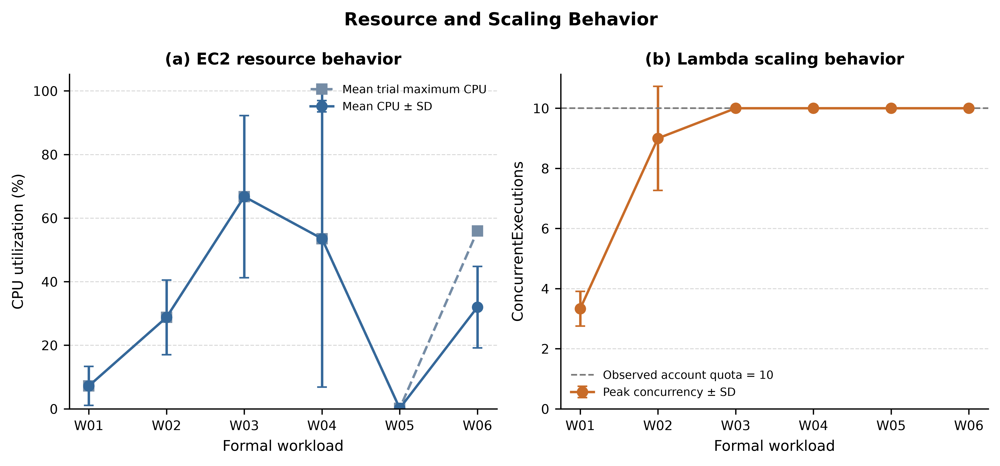 Resource and Scaling Behavior
(a) EC2 resource behavior
CPU utilization (%)
100
80
60
40
20
0
Mean trial maximum CPU
Mean CPU ± SD
W01 W02 W03 W04 W05 W06
Formal workload
(b) Lambda scaling behavior
ConcurrentExecutions
10
8
6
4
2
0
Observed account quota = 10
Peak concurrency ± SD
W01 W02 W03 W04 W05 W06
Formal workload